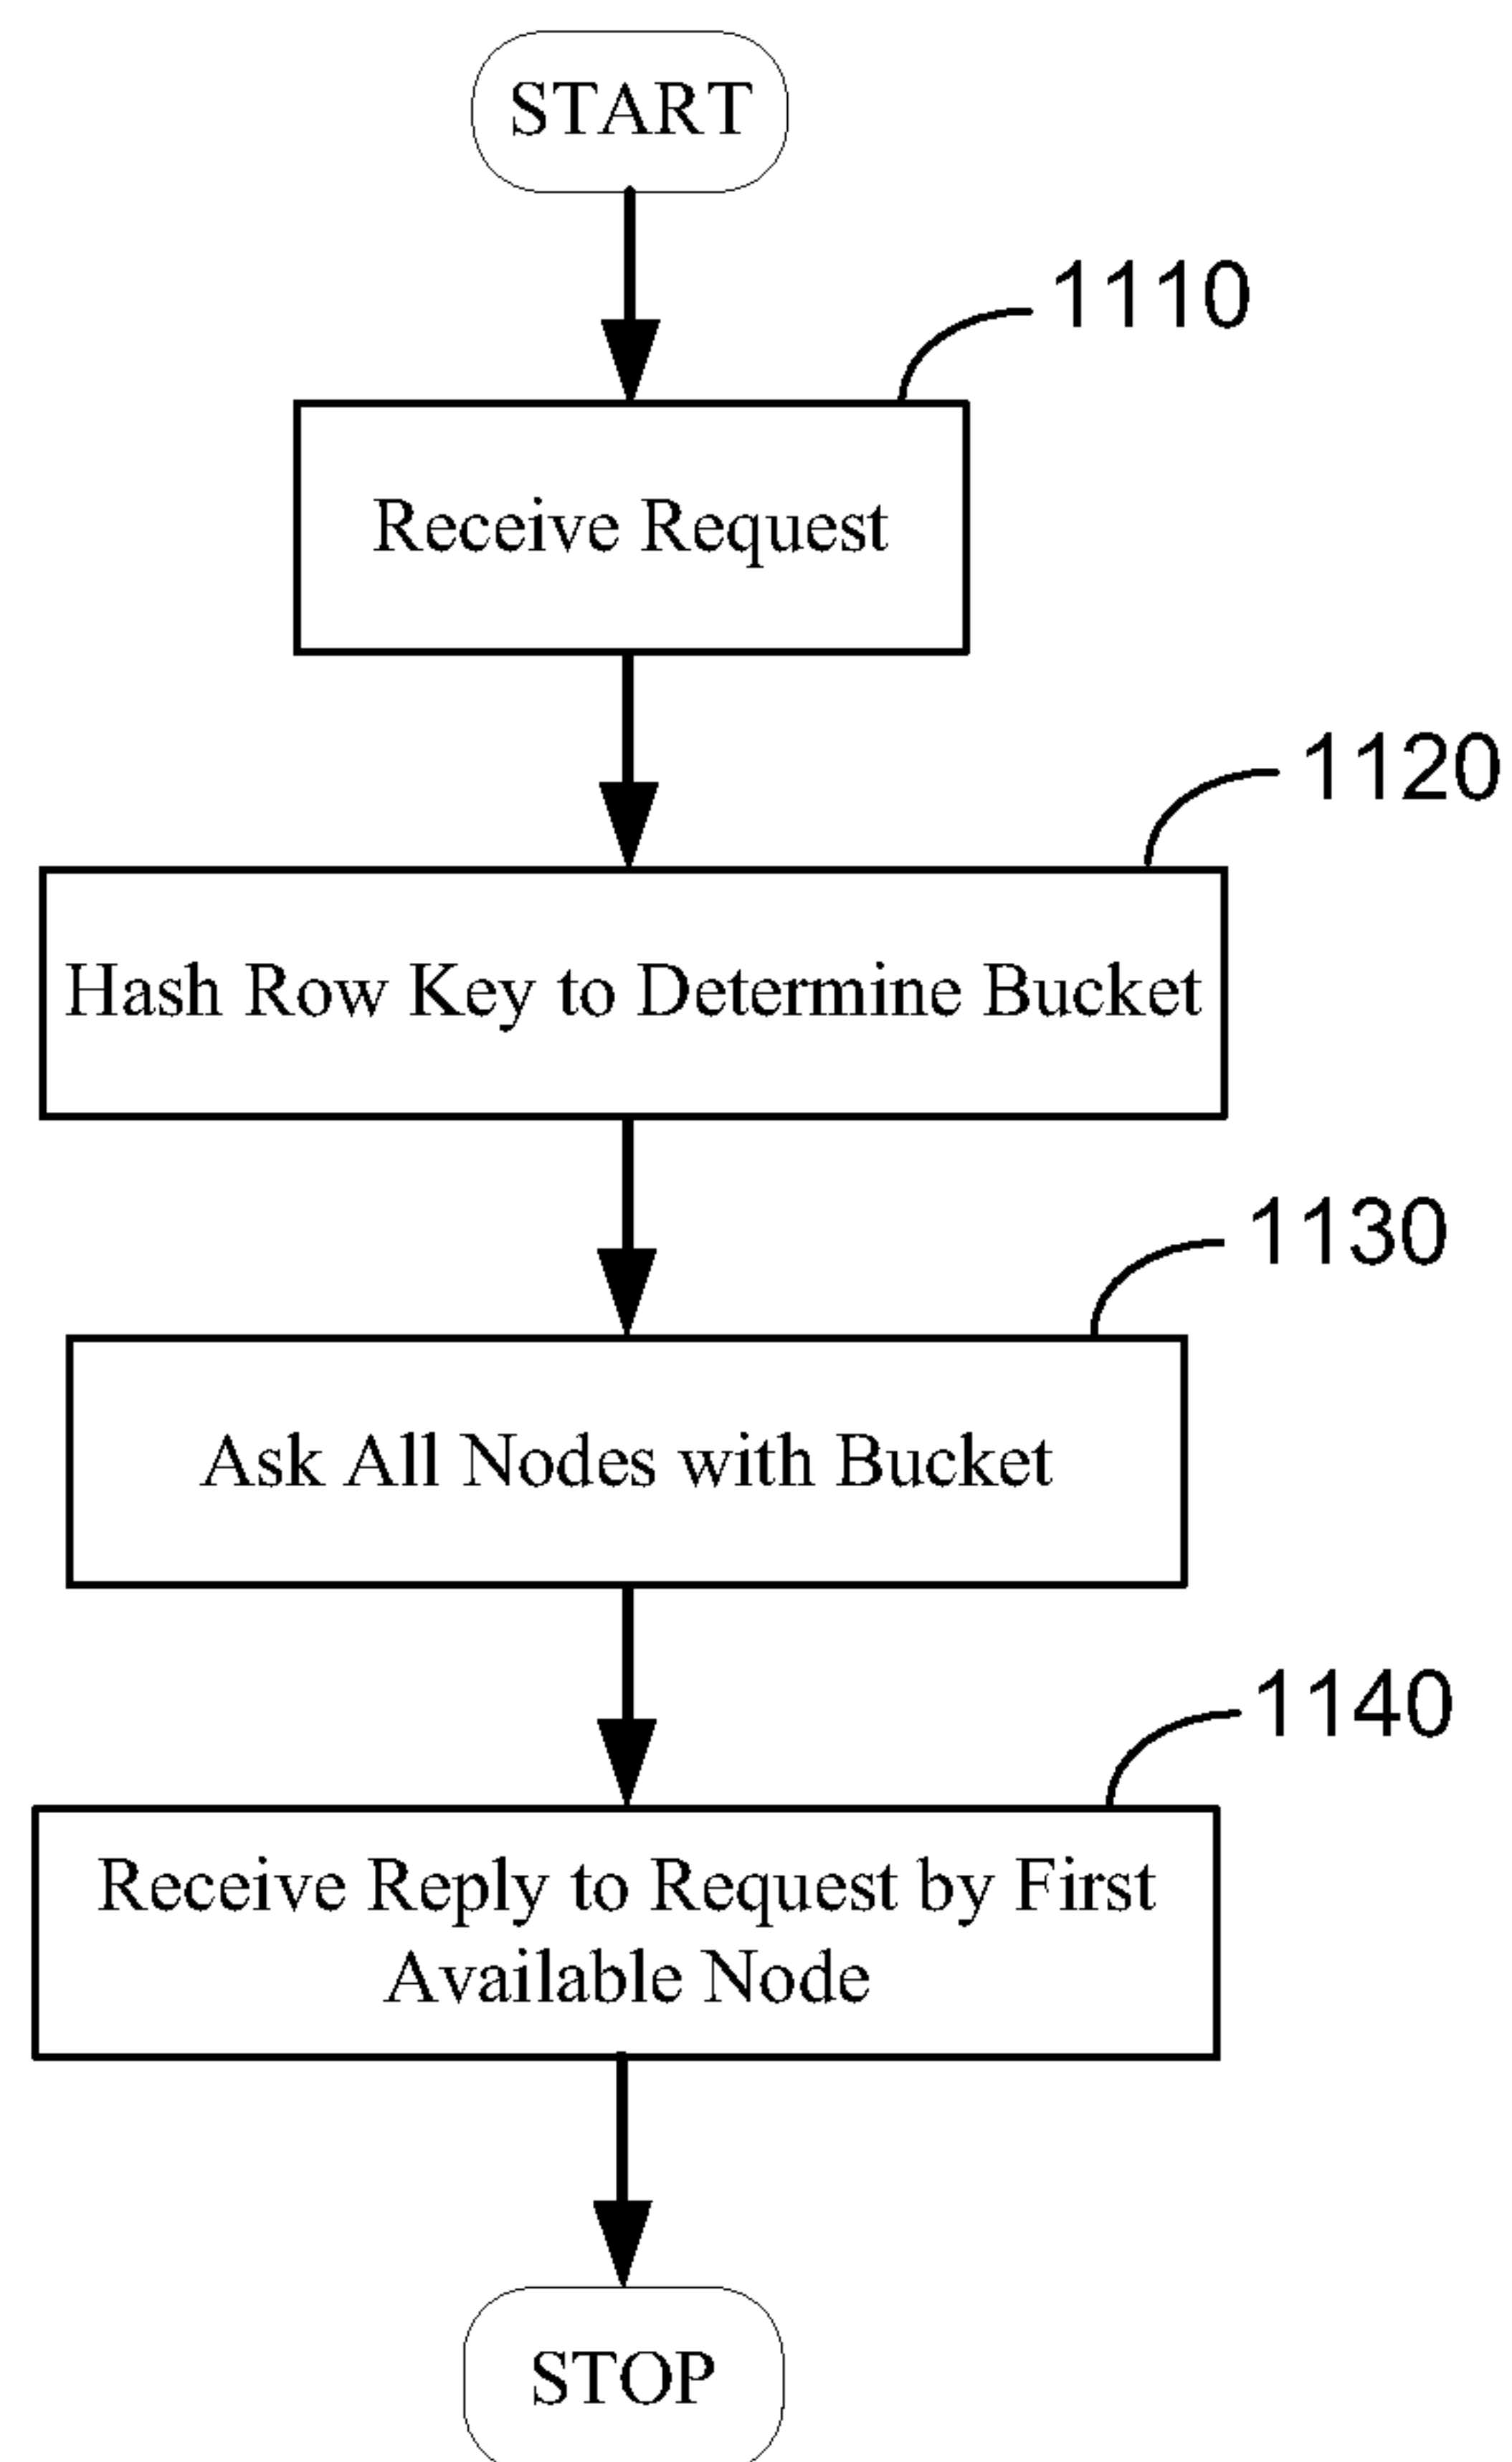 START
1110
Receive Request
1120
Hash Row Key to Determine Bucket
1130
Ask All Nodes with Bucket
1140
Receive Reply to Request by First
Available Node
STOP